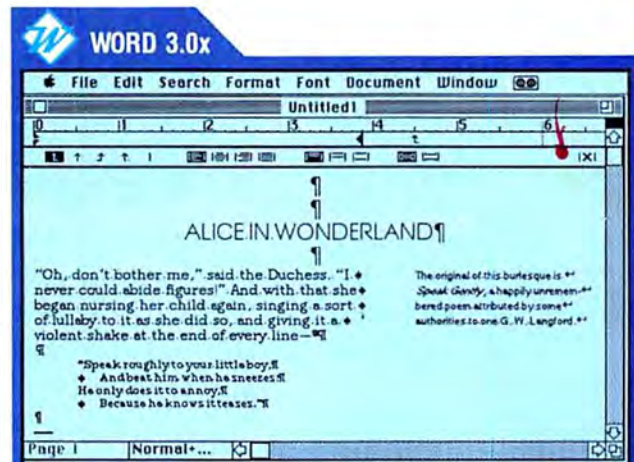 WORD 3.0x
File Edit Search Format Font Document Window
Untitled1
0 1 2 3 4 5 6
ALICE.IN.WONDERLAND¶
"Oh, don't bother me," said the Duchess. "I
never could abide figures!" And with that she
began nursing her child again, singing a sort
of lullaby to it as she did so, and giving it a
violent shake at the end of every line—
The original of this burlesque is
Speak Gently, a happily unremem-
bered poem attributed by some
authorities to one G. W. Langford.
"Speak roughly to your little boy,
And beat him when he sneezes
He only does it to annoy,
Because he knows it teases."
Page 1 Normal+...